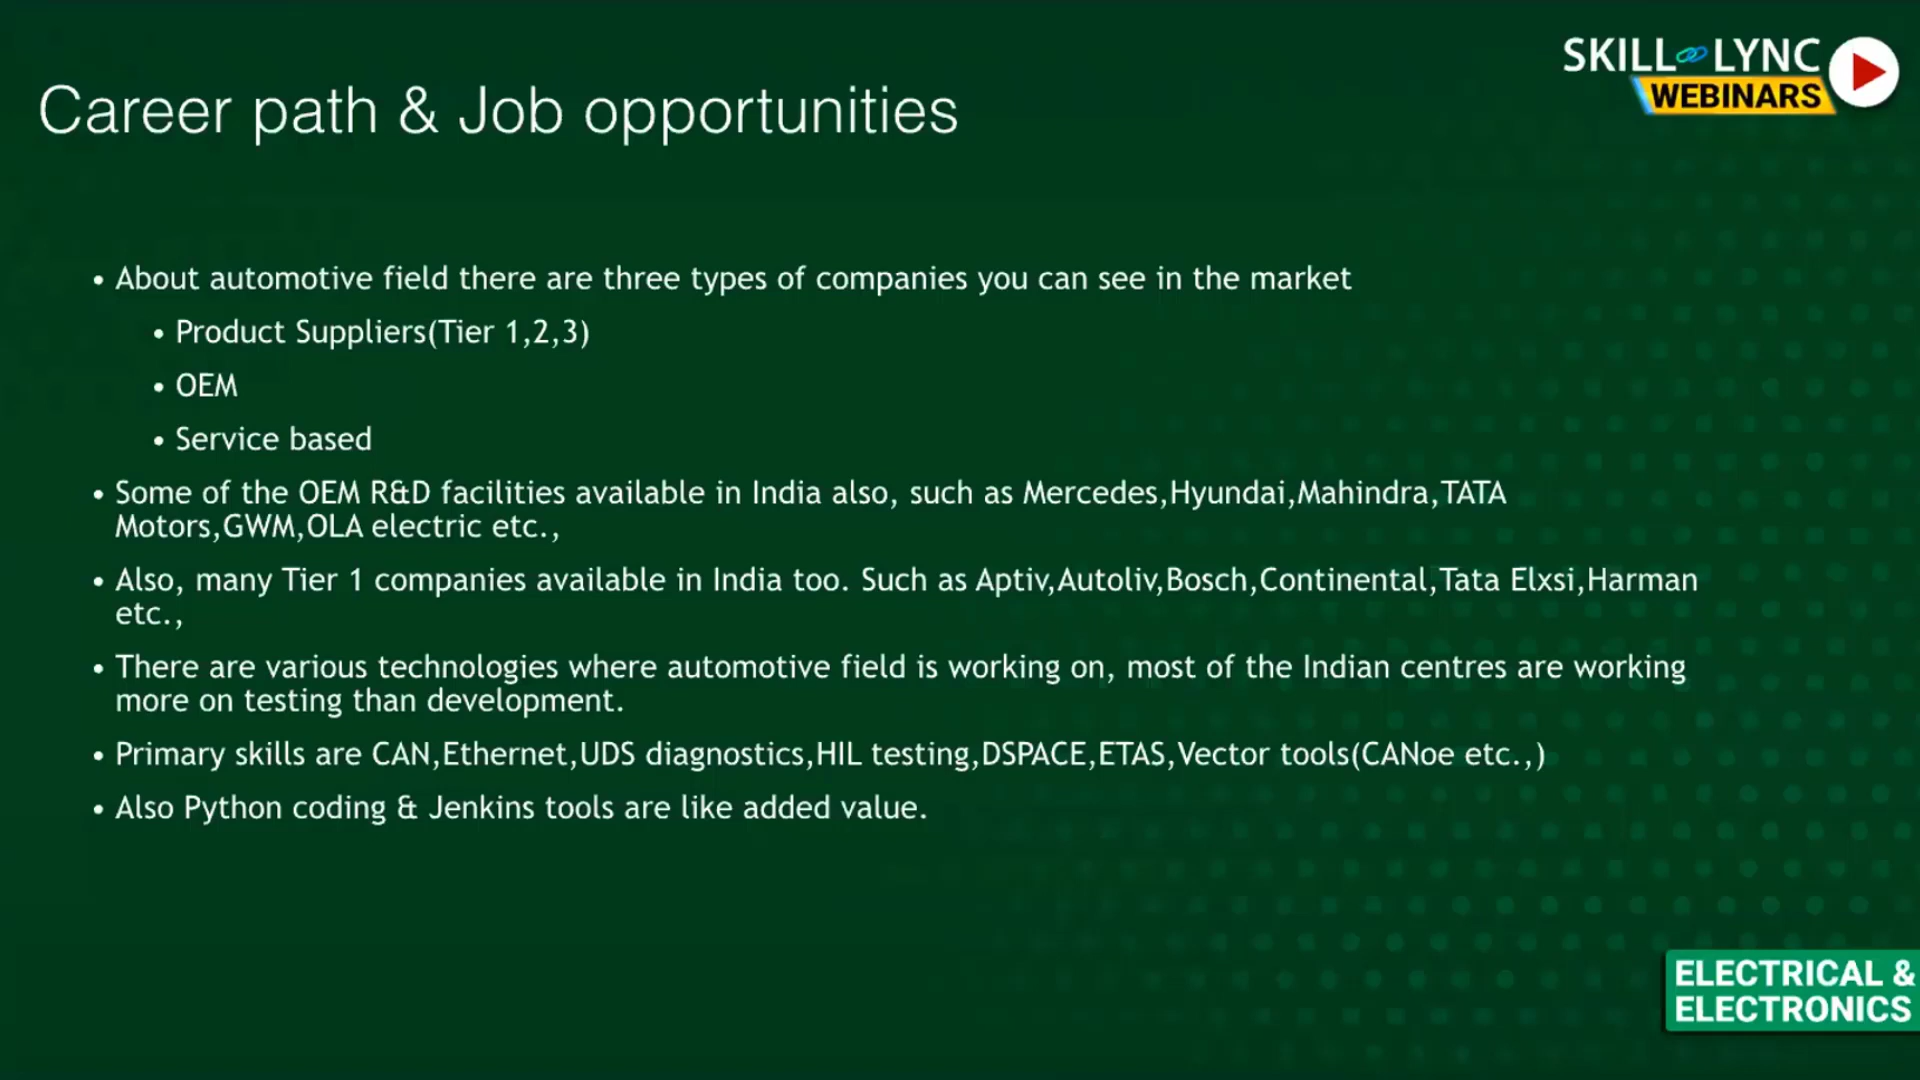 SKILL LYNC
WEBINARS
Career path & Job opportunities
• About automotive field there are three types of companies you can see in the market
• Product Suppliers(Tier 1,2,3)
• OEM
• Service based
• Some of the OEM R&D facilities available in India also, such as Mercedes,Hyundai,Mahindra,TATA
Motors,GWM,OLA electric etc.,
• Also, many Tier 1 companies available in India too. Such as Aptiv,Autoliv,Bosch,Continental,Tata Elxsi,Harman
etc.,
• There are various technologies where automotive field is working on, most of the Indian centres are working
more on testing than development.
• Primary skills are CAN,Ethernet,UDS diagnostics,HIL testing,DSPACE,ETAS,Vector tools(CANoe etc.,)
• Also Python coding & Jenkins tools are like added value.
ELECTRICAL &
ELECTRONICS